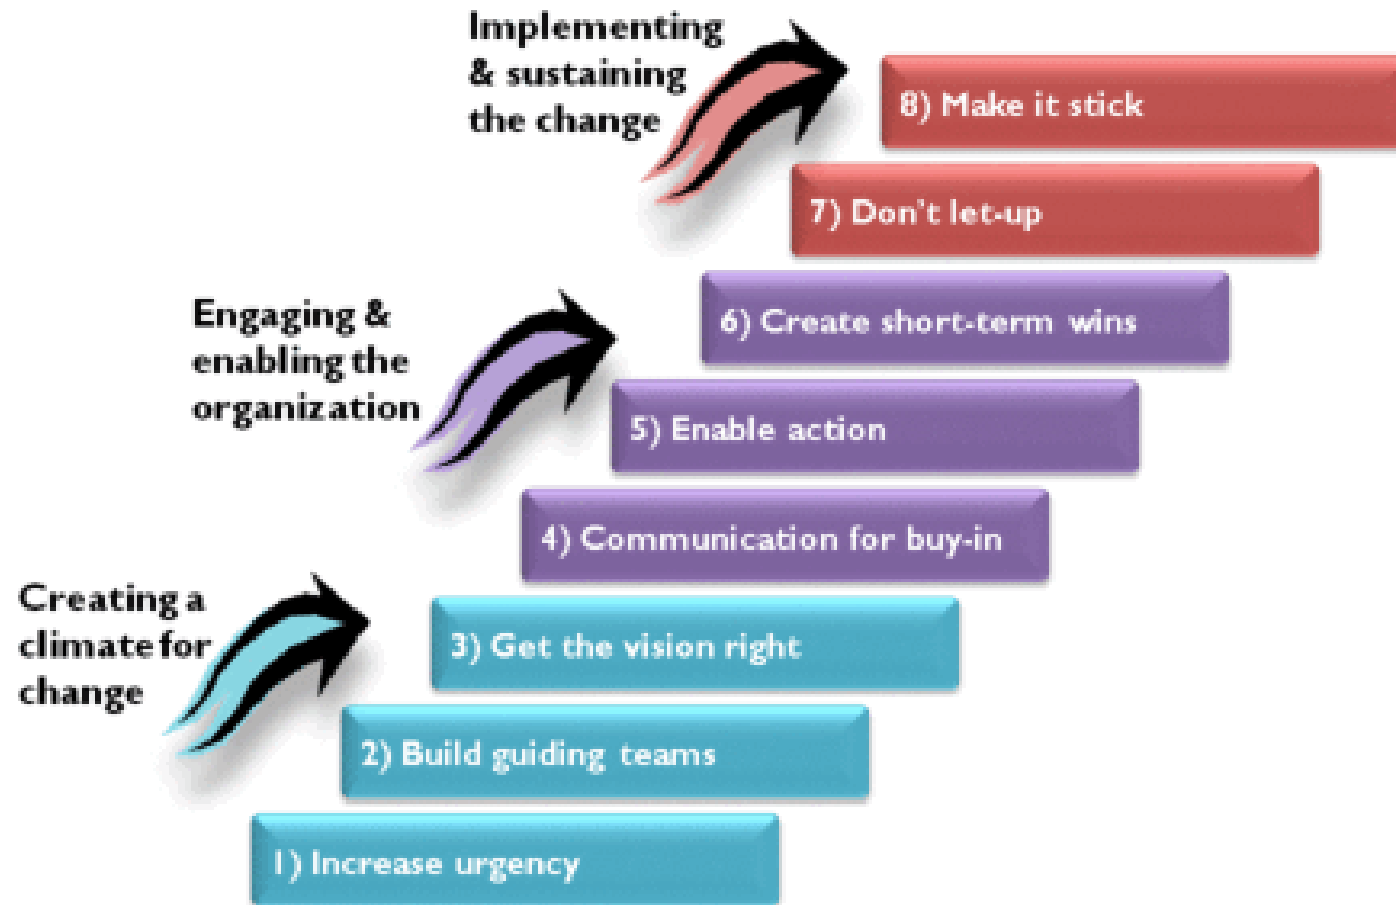 Implementing
& sustaining
the change
8) Make it stick
7) Don't let-up
Engaging &
enabling the
organization
6) Create short-term wins
5) Enable action
4) Communication for buy-in
Creating a
climate for
change
3) Get the vision right
2) Build guiding teams
1) Increase urgency